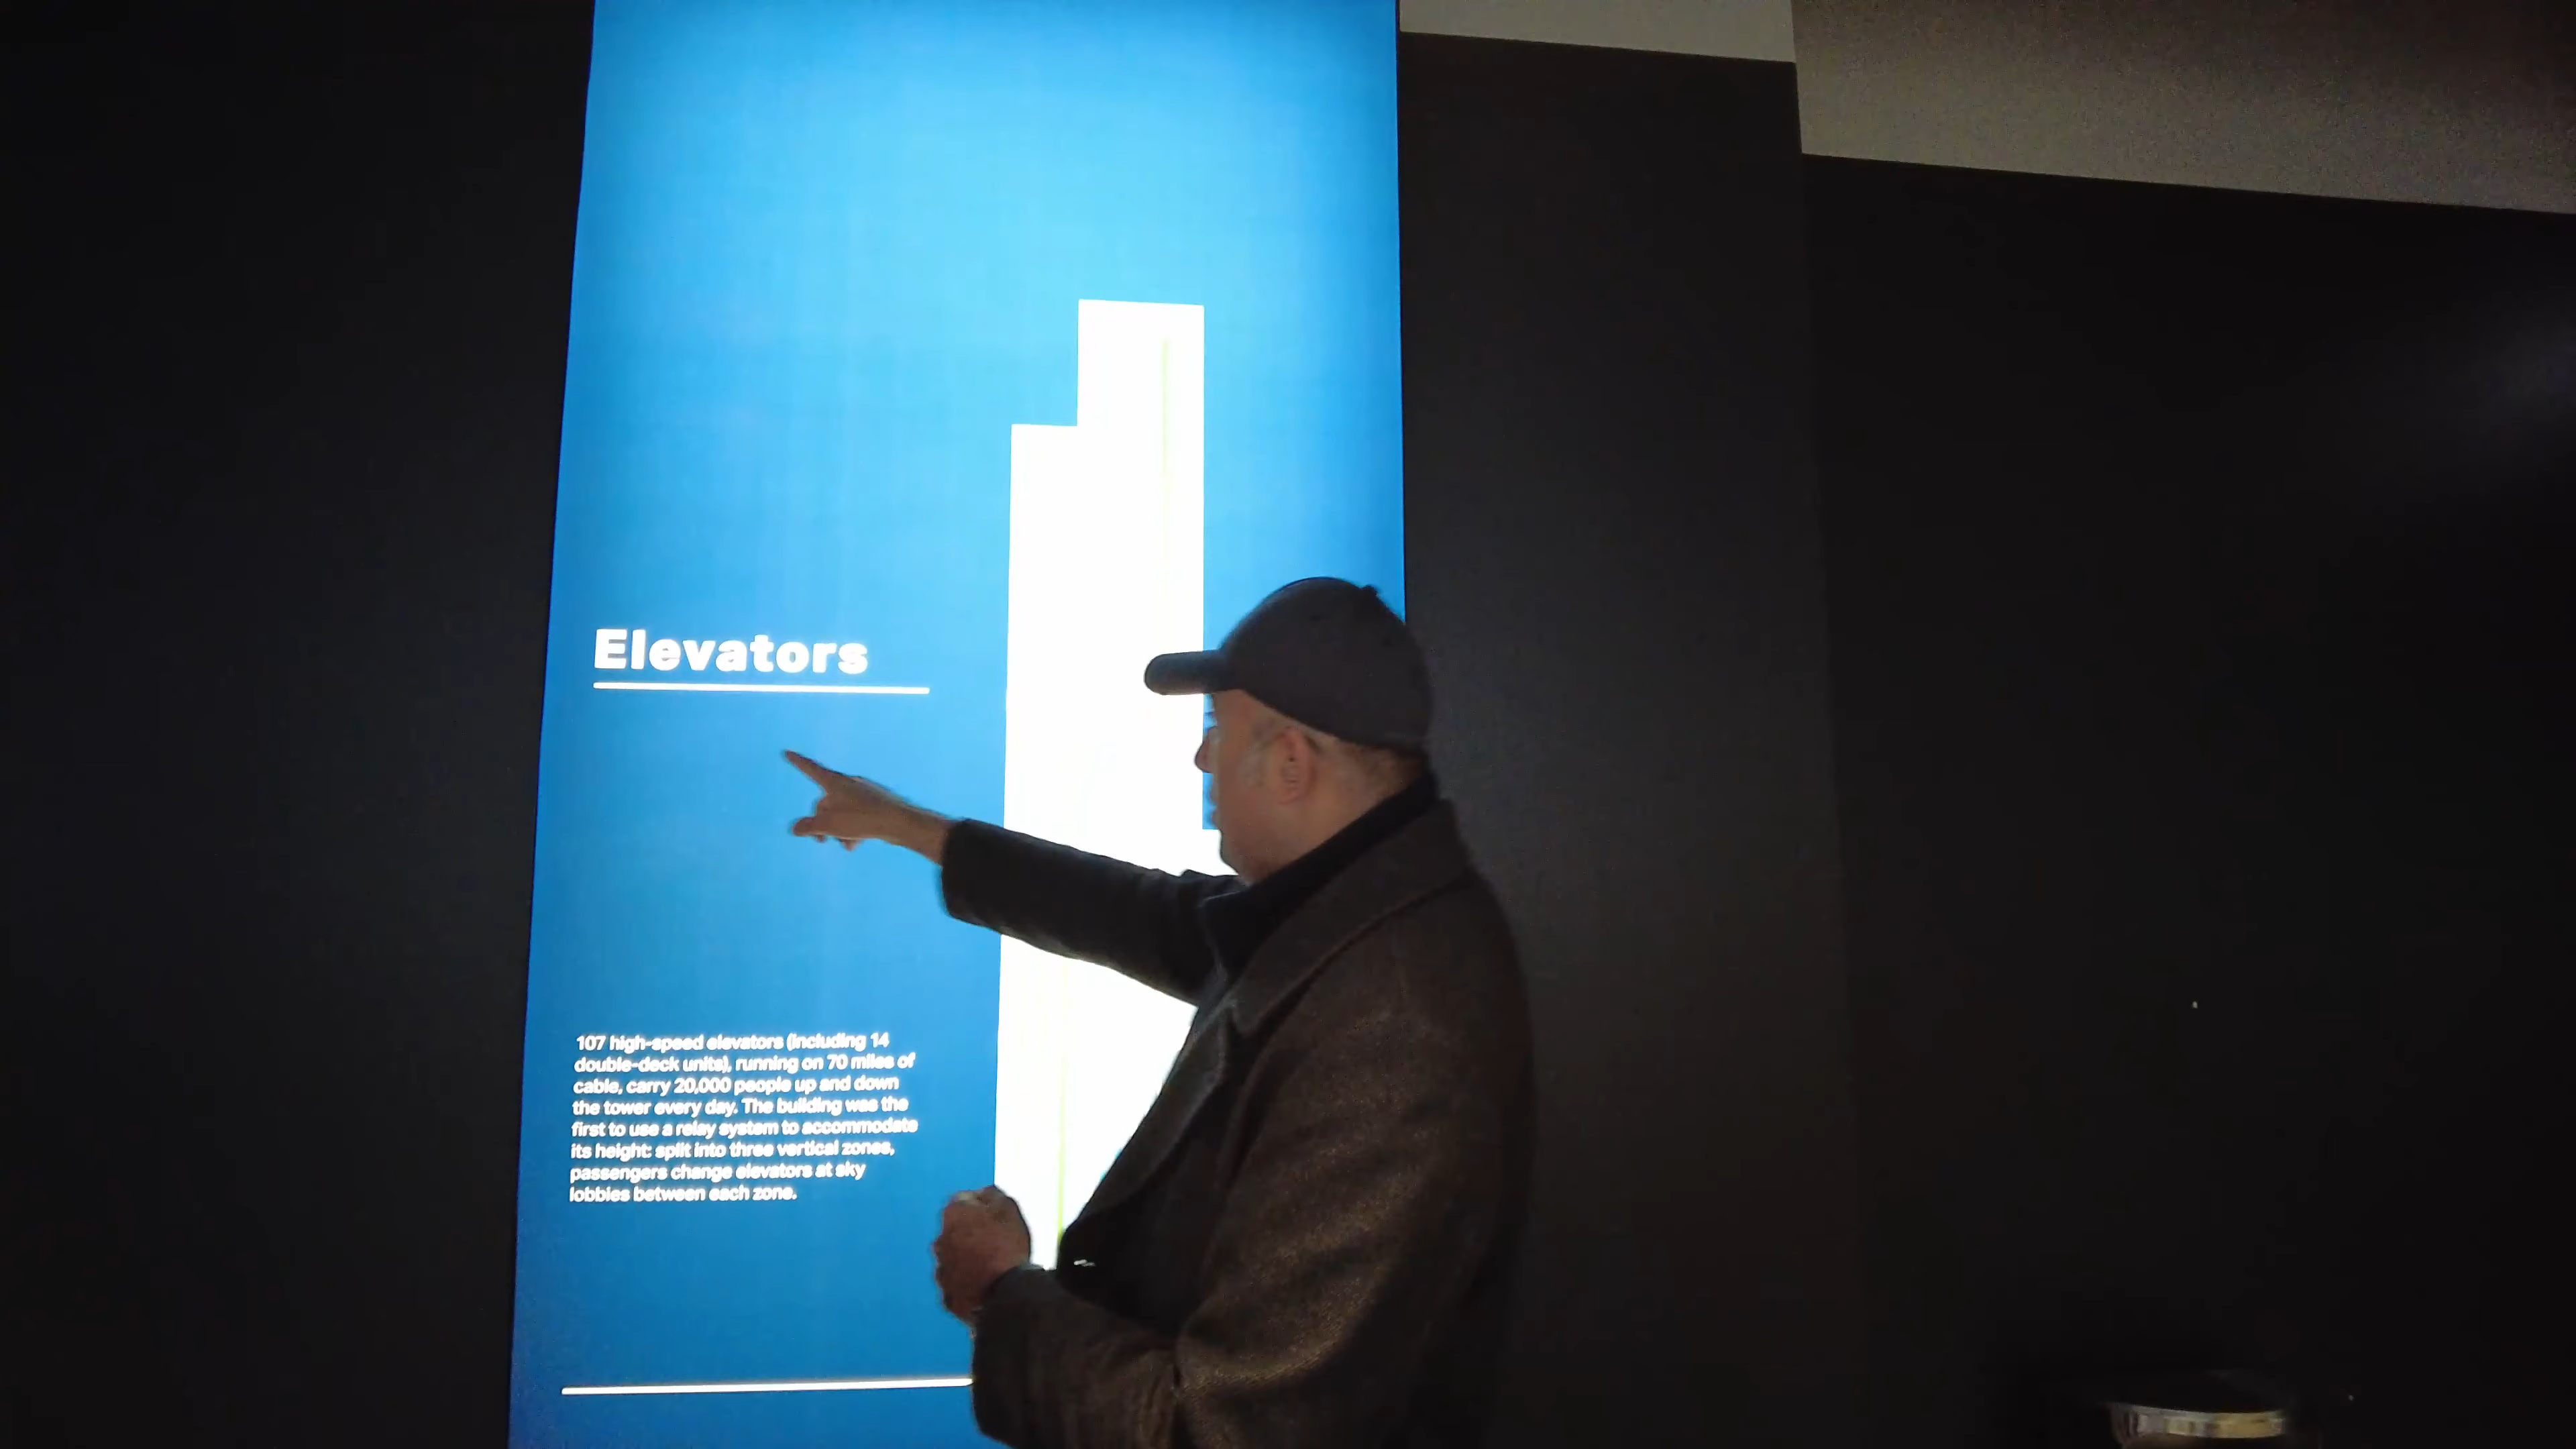 Elevators
107 high-speed elevators (including 14
double-deck units), running on 70 miles of
cable, carry 20,000 people up and down
the tower every day. The building was the
first to use a relay system to accommodate
its height: split into three vertical zones,
passengers change elevators at sky
lobbies between each zone.